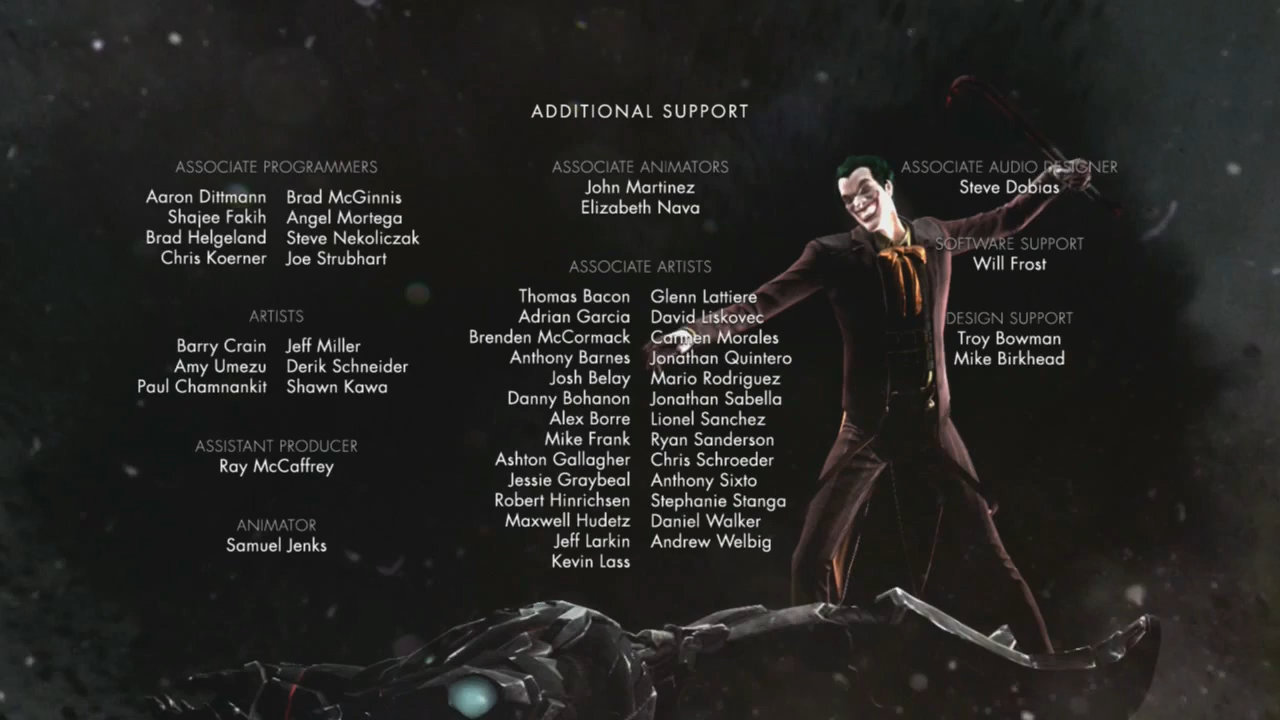 ADDITIONAL SUPPORT
ASSOCIATE PROGRAMMERS
Aaron Dittmann Brad McGinnis
Shajee Fakih Angel Mortega
Brad Helgeland Steve Nekoliczak
Chris Koerner Joe Strubhart
ARTISTS
Barry Crain Jeff Miller
Amy Umezu Derik Schneider
Paul Chamnankit Shawn Kawa
ASSISTANT PRODUCER
Ray McCaffrey
ANIMATOR
Samuel Jenks
ASSOCIATE ANIMATORS
John Martinez
Elizabeth Nava
ASSOCIATE ARTISTS
Thomas Bacon Glenn Lattiere
Adrian Garcia David Liskovec
Brenden McCormack Carmen Morales
Anthony Barnes Jonathan Quintero
Josh Belay Mario Rodriguez
Danny Bohanon Jonathan Sabella
Alex Borre Lionel Sanchez
Mike Frank Ryan Sanderson
Ashton Gallagher Chris Schroeder
Jessie Graybeal Anthony Sixto
Robert Hinrichsen Stephanie Stanga
Maxwell Hudetz Daniel Walker
Jeff Larkin Andrew Welbig
Kevin Lass
ASSOCIATE AUDIO DESIGNER
Steve Dobias
SOFTWARE SUPPORT
Will Frost
DESIGN SUPPORT
Troy Bowman
Mike Birkhead